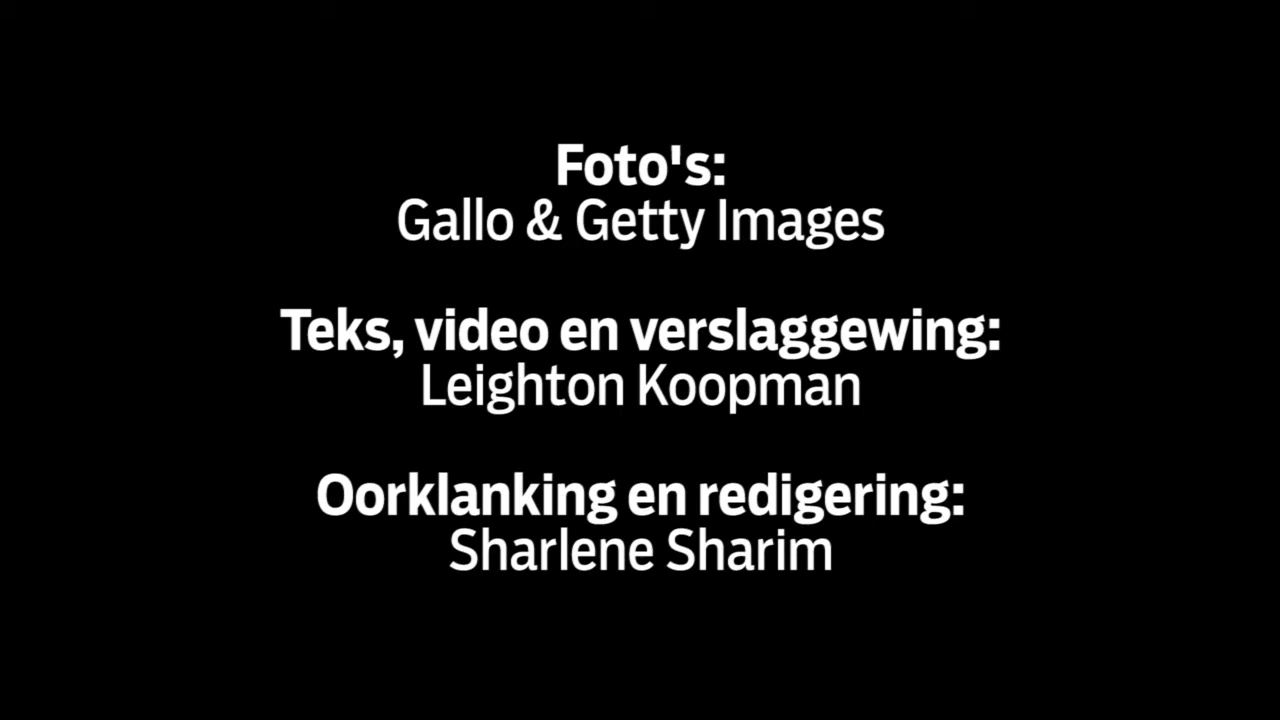 Foto's:
Gallo & Getty Images
Teks, video en verslaggewing:
Leighton Koopman
Oorklanking en redigering:
Sharlene Sharim